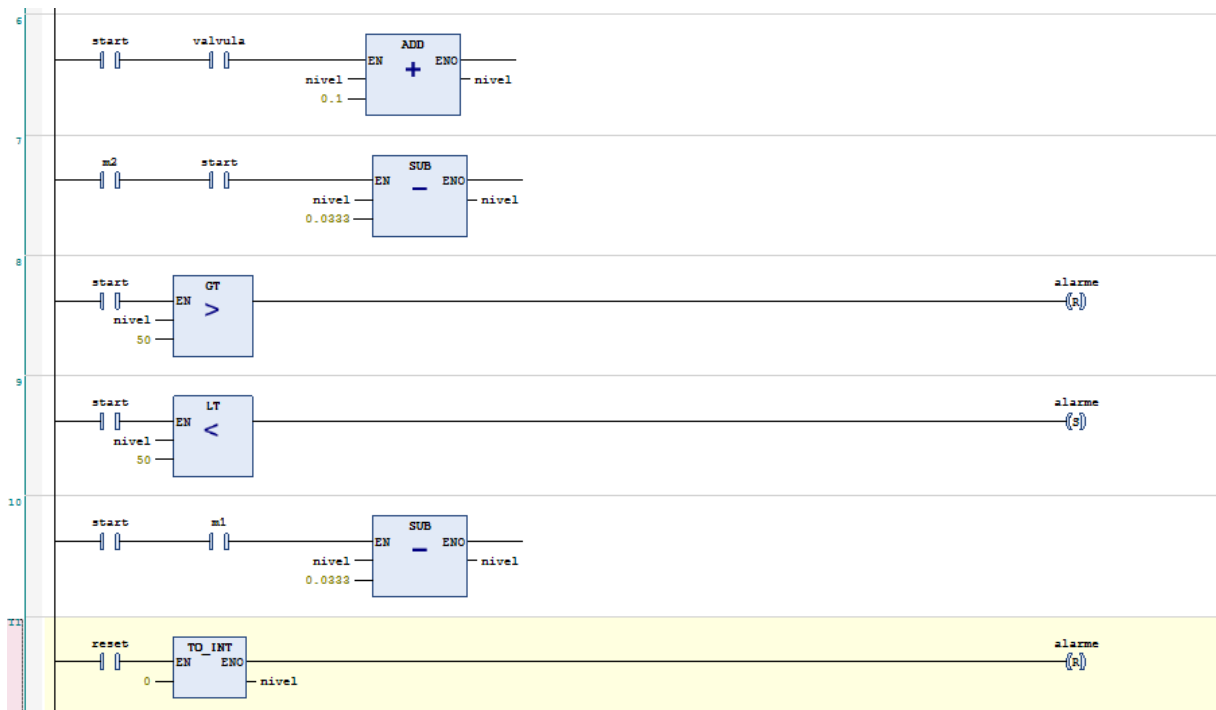 6
start valvula ADD
EN ENO
+
nivel nivel
0.1
7
m2 start SUB
EN ENO
−
nivel nivel
0.0333
8
start GT alarme
EN > (R)
nivel
50
9
start LT alarme
EN < (S)
nivel
50
10
start m1 SUB
EN ENO
−
nivel nivel
0.0333
11
reset TO_INT alarme
EN ENO (R)
0 nivel